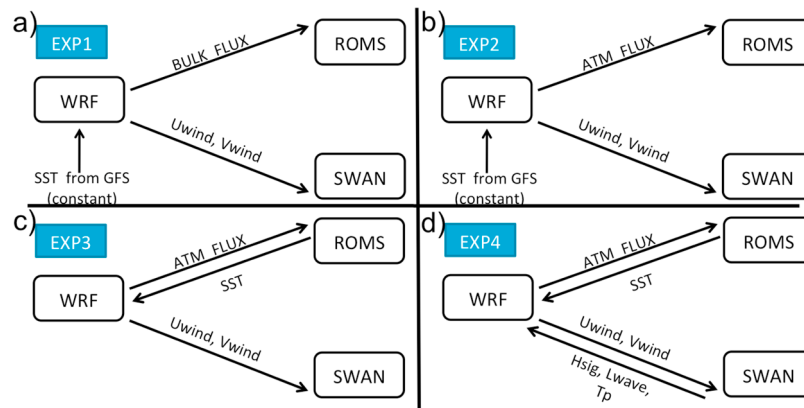 a)
EXP1
BULK FLUX
ROMS
WRF
Uwind, Vwind
SST from GFS
(constant)
SWAN
b)
EXP2
ATM FLUX
ROMS
WRF
Uwind, Vwind
SST from GFS
(constant)
SWAN
c)
EXP3
ATM FLUX
ROMS
SST
WRF
Uwind, Vwind
SWAN
d)
EXP4
ATM FLUX
ROMS
SST
WRF
Uwind, Vwind
Hsig, Lwave,
Tp
SWAN